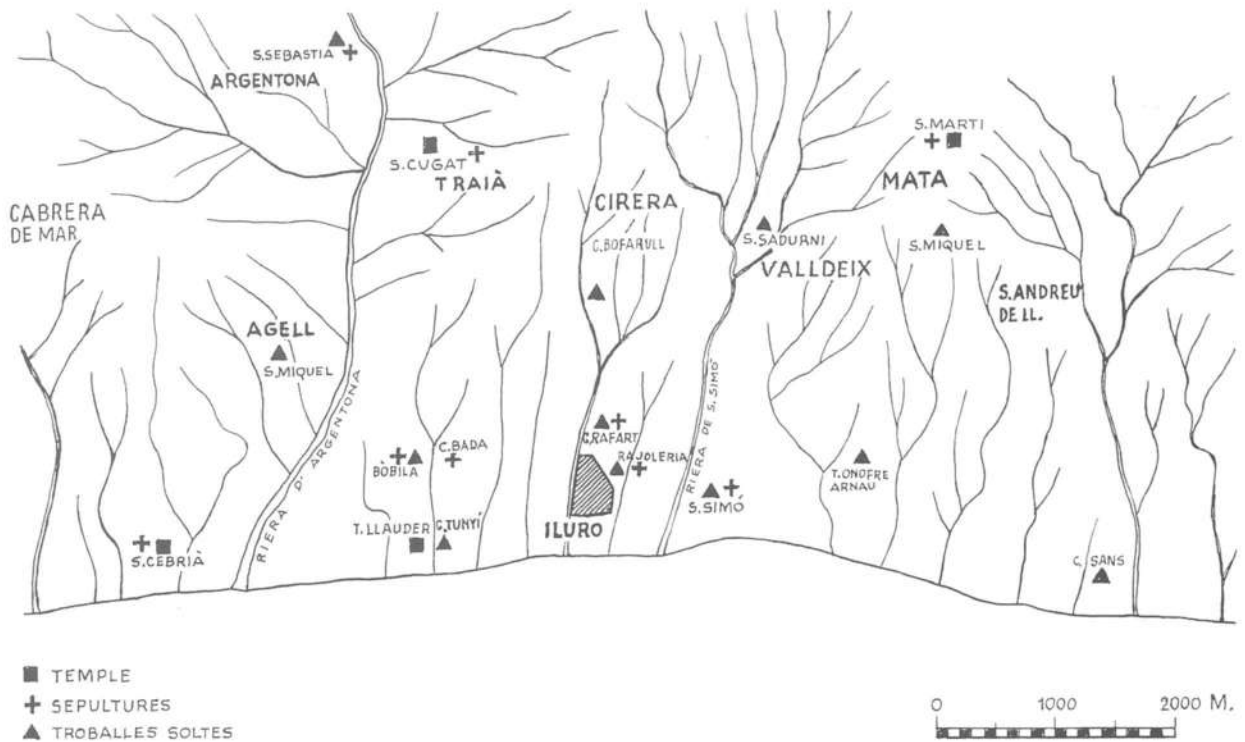 S.SEBASTIA
ARGENTONA
S.CUGAT
TRAIÀ
S.MARTI
MATA
CABRERA
DE MAR
CIRERA
C.BOFARULL
S.SADURNI
S.MIQUEL
VALLDEIX
S.ANDREU
DE LL.
AGELL
S.MIQUEL
RIERA D' ARGENTONA
RIERA DE S. SIMÓ
C.RAFART
C.BADA
BÒBILA
RAJOLERIA
T.ONOFRE
ARNAU
S.SIMÓ
T.LLAUDER
C.TUNYÍ
ILURO
S.CEBRIÀ
C. SANS
TEMPLE
SEPULTURES
TROBALLES SOLTES
0 1000 2000 M.